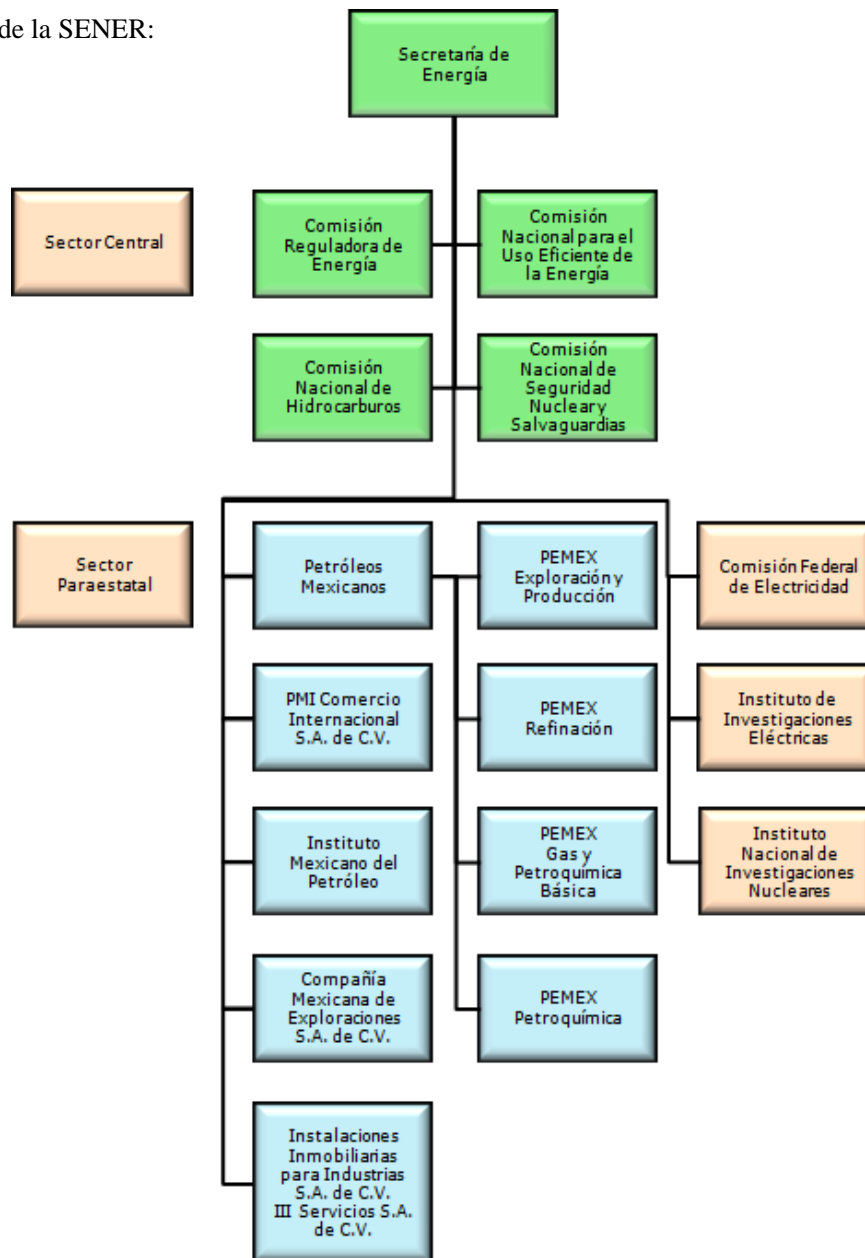 de la SENER:
Secretaría de
Energía
Sector Central
Comisión
Reguladora de
Energía
Comisión
Nacional para el
Uso Eficiente de
la Energía
Comisión
Nacional de
Hidrocarburos
Comisión
Nacional de
Seguridad
Nuclear y
Salvaguardias
Sector
Paraestatal
Petróleos
Mexicanos
PEMEX
Exploración y
Producción
Comisión Federal
de Electricidad
PMI Comercio
Internacional
S.A. de C.V.
PEMEX
Refinación
Instituto de
Investigaciones
Eléctricas
Instituto
Mexicano del
Petróleo
PEMEX
Gas y
Petroquímica
Básica
Instituto
Nacional de
Investigaciones
Nucleares
Compañía
Mexicana de
Exploraciones
S.A. de C.V.
PEMEX
Petroquímica
Instalaciones
Inmobiliarias
para Industrias
S.A. de C.V.
III Servicios S.A.
de C.V.